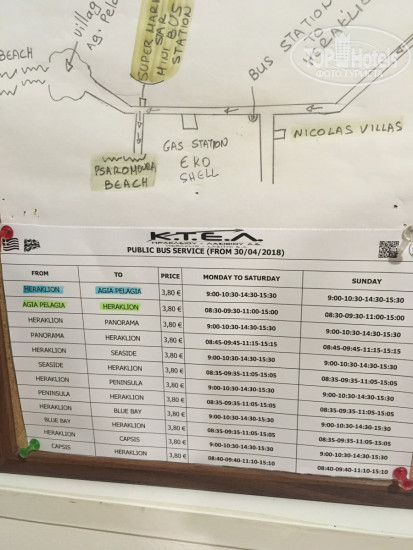 BEACH
Village
Ag. Pela
SUPER MARK
MINI BUS
STATION
BUS STATION
TopHotels
ФОТО ТУРИСТА
PSAROMOURA
BEACH
GAS STATION
EKO
SHELL
NICOLAS VILLAS
Κ.Τ.Ε.Λ
ΗΡΑΚΛΕΙΟΥ - ΛΑΣΙΘΙΟΥ Α.Ε.
PUBLIC BUS SERVICE (FROM 30/04/2018)
FROM TO PRICE MONDAY TO SATURDAY SUNDAY
HERAKLION AGIA PELAGIA 3,80 € 9:00-10:30-14:30-15:30 9:00-10:30-14:30-15:30
AGIA PELAGIA HERAKLION 3,80 € 08:30-09:30-11:00-15:00 08:30-09:30-11:00-15:00
HERAKLION PANORAMA 3,80 € 9:00-10:30-14:30-15:30 9:00-10:30-14:30-15:30
PANORAMA HERAKLION 3,80 € 08:45-09:45-11:15-15:15 08:45-09:45-11:15-15:15
HERAKLION SEASIDE 3,80 € 9:00-10:30-14:30-15:30 9:00-10:30-14:30-15:30
SEASIDE HERAKLION 3,80 € 08:35-09:35-11:05-15:05 08:35-09:35-11:05-15:05
HERAKLION PENINSULA 3,80 € 9:00-10:30-14:30-15:30 9:00-10:30-14:30-15:30
PENINSULA HERAKLION 3,80 € 08:35-09:35-11:05-15:05 08:35-09:35-11:05-15:05
HERAKLION BLUE BAY 3,80 € 9:00-10:30-14:30-15:30 9:00-10:30-14:30-15:30
BLUE BAY HERAKLION 3,80 € 08:35-09:35-11:05-15:05 08:35-09:35-11:05-15:05
HERAKLION CAPSIS 3,80 € 9:00-10:30-14:30-15:30 9:00-10:30-14:30-15:30
CAPSIS HERAKLION 3,80 € 08:40-09:40-11:10-15:10 08:40-09:40-11:10-15:10